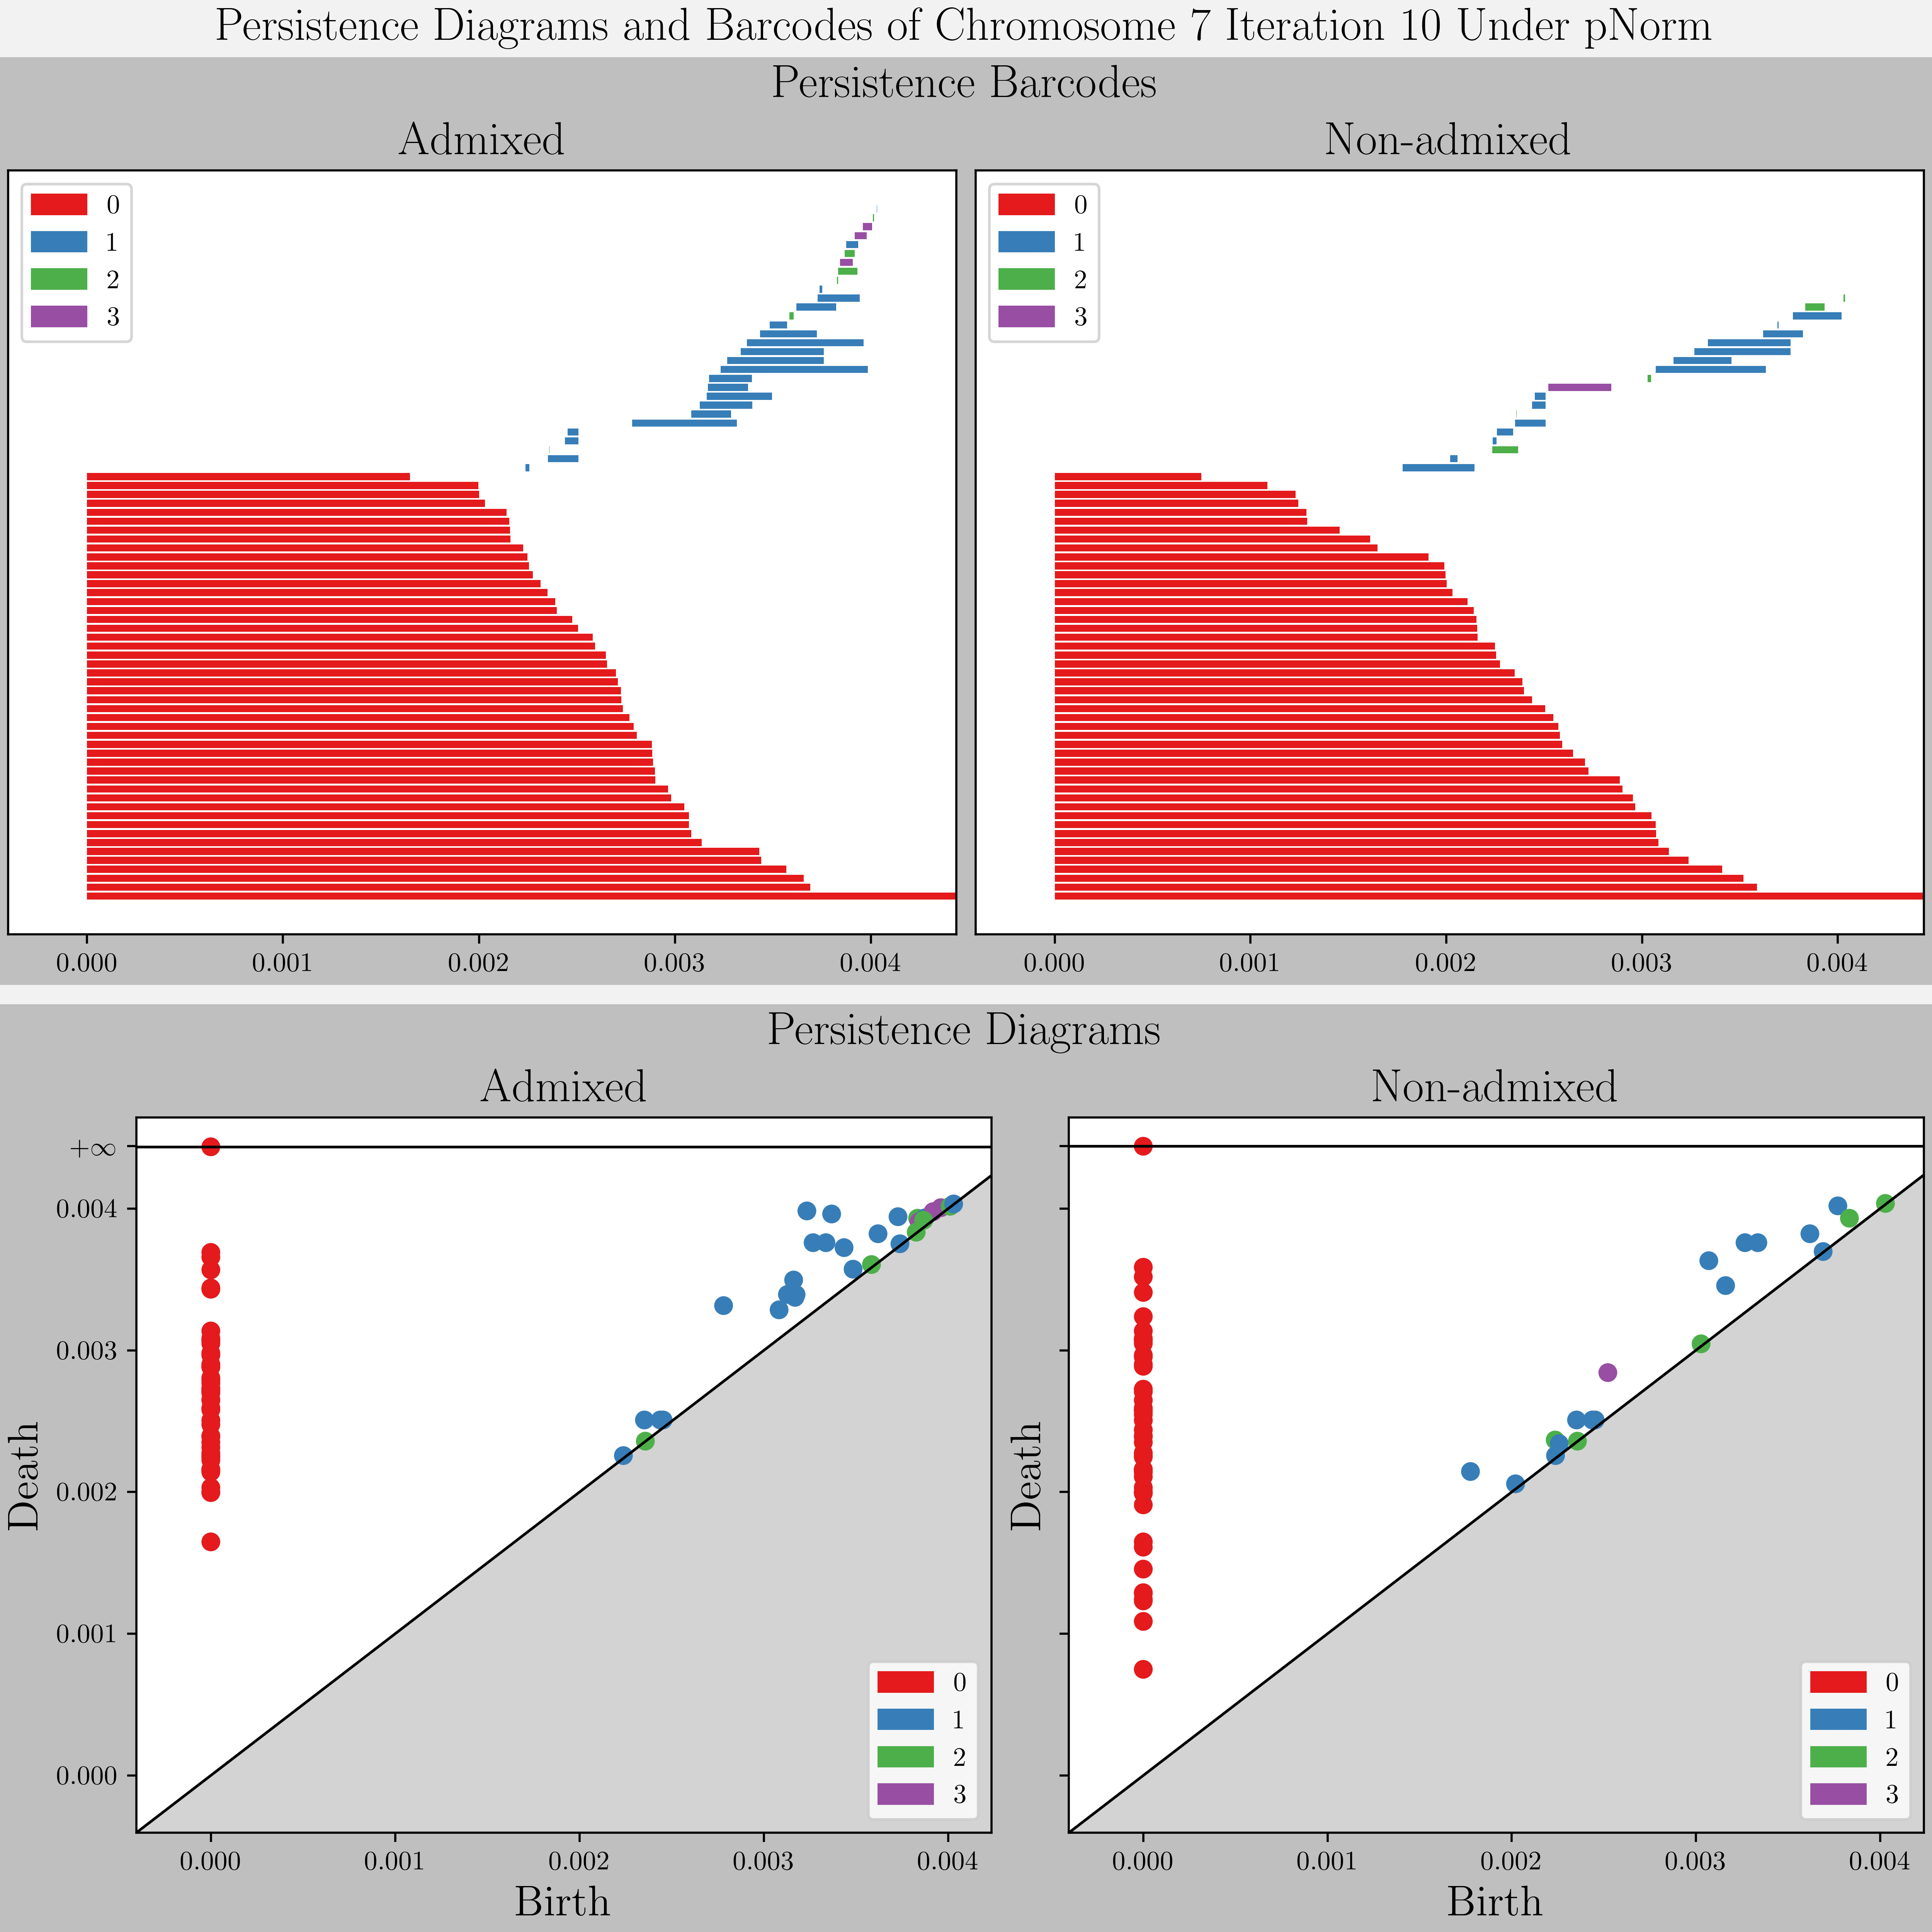 Persistence Diagrams and Barcodes of Chromosome 7 Iteration 10 Under pNorm
Persistence Barcodes
Admixed
0
1
2
3
0.000 0.001 0.002 0.003 0.004
Non-admixed
0
1
2
3
0.000 0.001 0.002 0.003 0.004
Persistence Diagrams
Admixed
+∞
0.004
0.003
0.002
0.001
0.000
Death
0
1
2
3
0.000 0.001 0.002 0.003 0.004
Birth
Non-admixed
Death
0
1
2
3
0.000 0.001 0.002 0.003 0.004
Birth